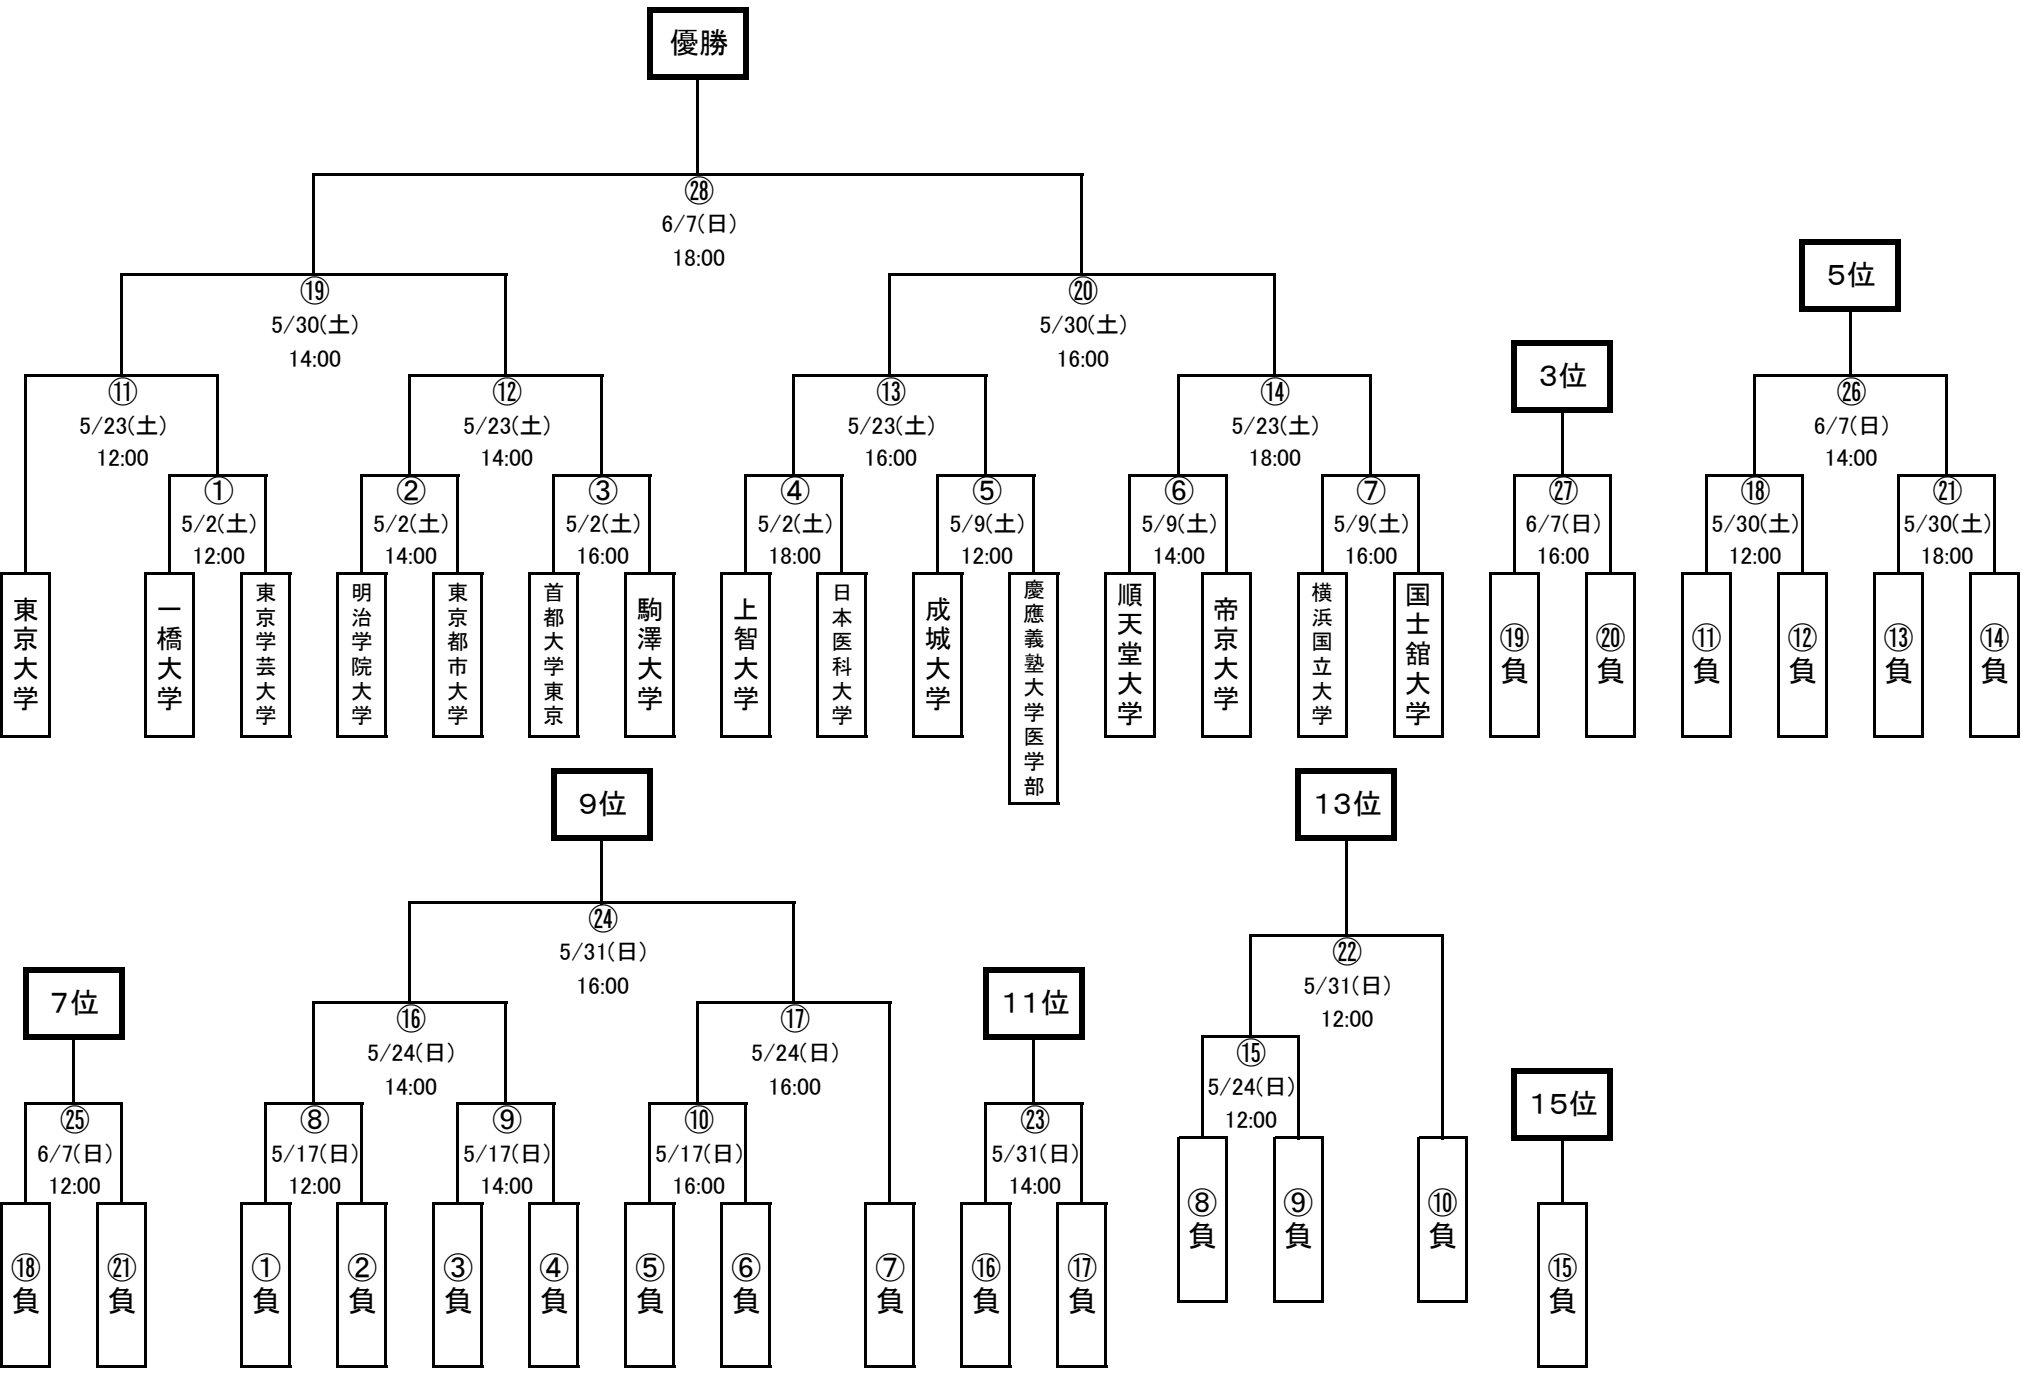 優勝
㉘
6/7(日)
18:00
⑲
5/30(土)
14:00
⑳
5/30(土)
16:00
5位
3位
⑪
5/23(土)
12:00
⑫
5/23(土)
14:00
⑬
5/23(土)
16:00
⑭
5/23(土)
18:00
㉖
6/7(日)
14:00
①
5/2(土)
12:00
②
5/2(土)
14:00
③
5/2(土)
16:00
④
5/2(土)
18:00
⑤
5/9(土)
12:00
⑥
5/9(土)
14:00
⑦
5/9(土)
16:00
㉗
6/7(日)
16:00
⑱
5/30(土)
12:00
㉑
5/30(土)
18:00
東京大学
一橋大学
東京学芸大学
明治学院大学
東京都市大学
首都大学東京
駒澤大学
上智大学
日本医科大学
成城大学
慶應義塾大学医学部
順天堂大学
帝京大学
横浜国立大学
国士舘大学
⑲負
⑳負
⑪負
⑫負
⑬負
⑭負
9位
13位
㉔
5/31(日)
16:00
㉒
5/31(日)
12:00
7位
11位
⑯
5/24(日)
14:00
⑰
5/24(日)
16:00
⑮
5/24(日)
12:00
15位
㉕
6/7(日)
12:00
⑧
5/17(日)
12:00
⑨
5/17(日)
14:00
⑩
5/17(日)
16:00
㉓
5/31(日)
14:00
⑧負
⑨負
⑩負
⑱負
㉑負
①負
②負
③負
④負
⑤負
⑥負
⑦負
⑯負
⑰負
⑮負